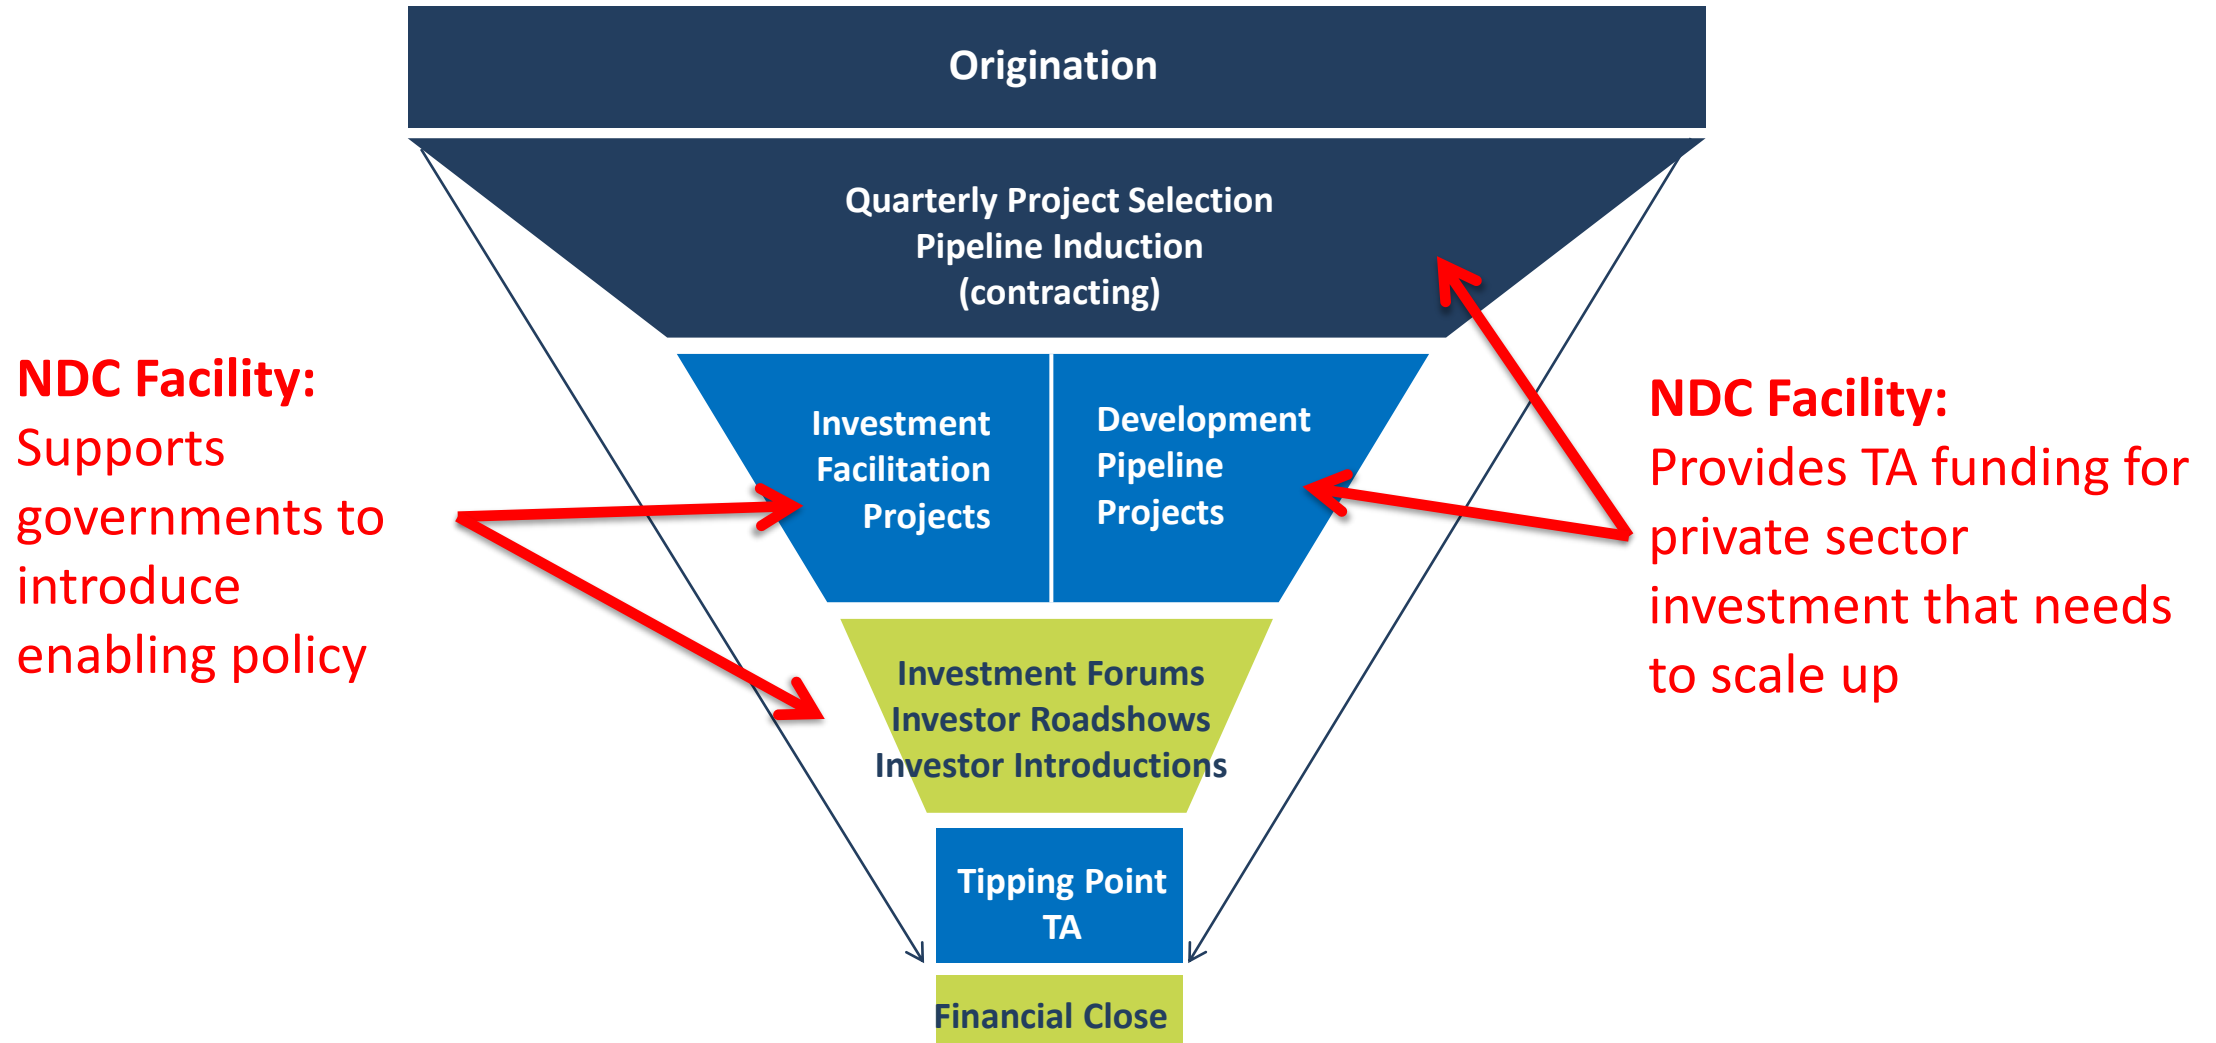 Origination
Quarterly Project Selection
Pipeline Induction
(contracting)
NDC Facility:
Supports
governments to
introduce
enabling policy
Investment
Facilitation
Projects
Development
Pipeline
Projects
NDC Facility:
Provides TA funding for
private sector
investment that needs
to scale up
Investment Forums
Investor Roadshows
Investor Introductions
Tipping Point
TA
Financial Close